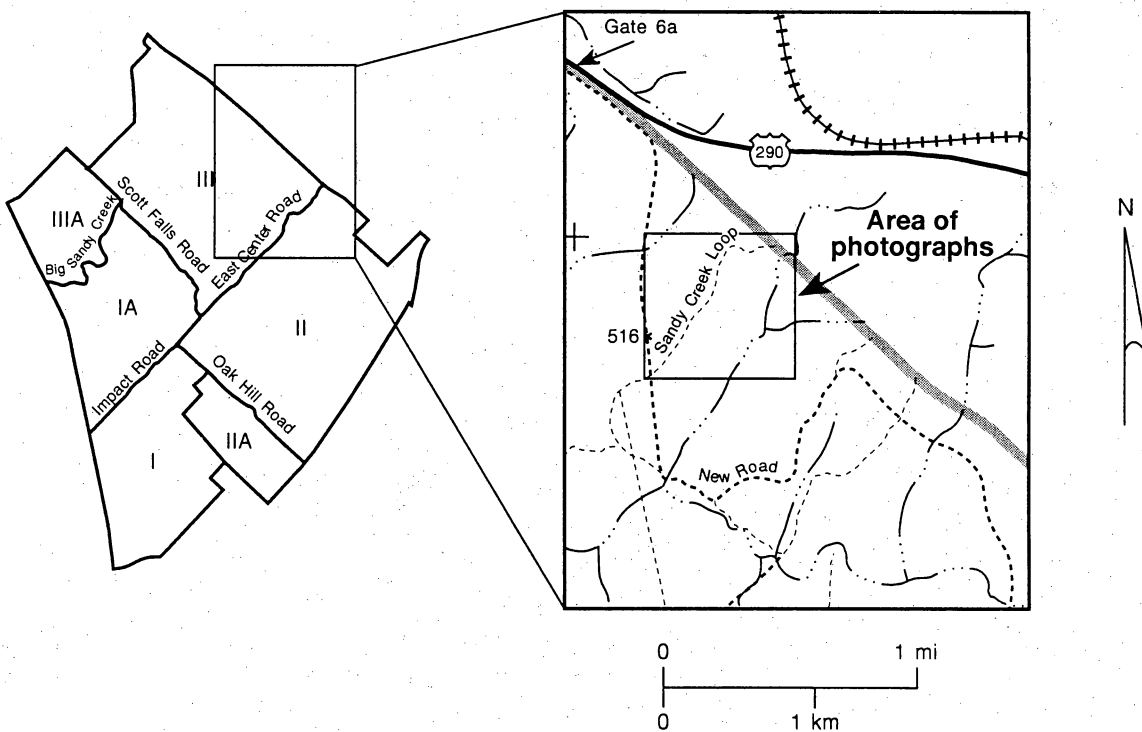 III
IIIA
Big Sandy Creek
Scott Falls Road
East Center Road
IA
II
Impact Road
Oak Hill Road
IIA
I
Gate 6a
290
Area of
photographs
Sandy Creek Loop
516
New Road
N
0 1 mi
0 1 km